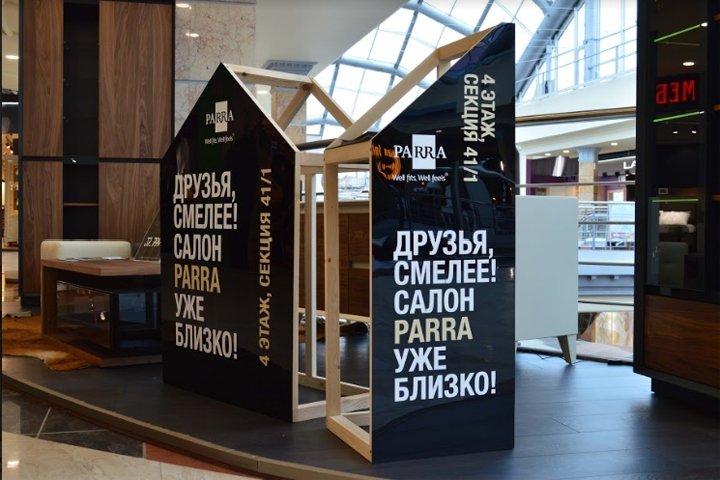 PARRA
Well fits. Well feels
ДРУЗЬЯ,
СМЕЛЕЕ!
САЛОН
PARRA
УЖЕ
БЛИЗКО!
4 ЭТАЖ, СЕКЦИЯ 41/1
PARRA
Well fits. Well feels
4 ЭТАЖ,
СЕКЦИЯ 41/1
ДРУЗЬЯ,
СМЕЛЕЕ!
САЛОН
PARRA
УЖЕ
БЛИЗКО!
МЕБ